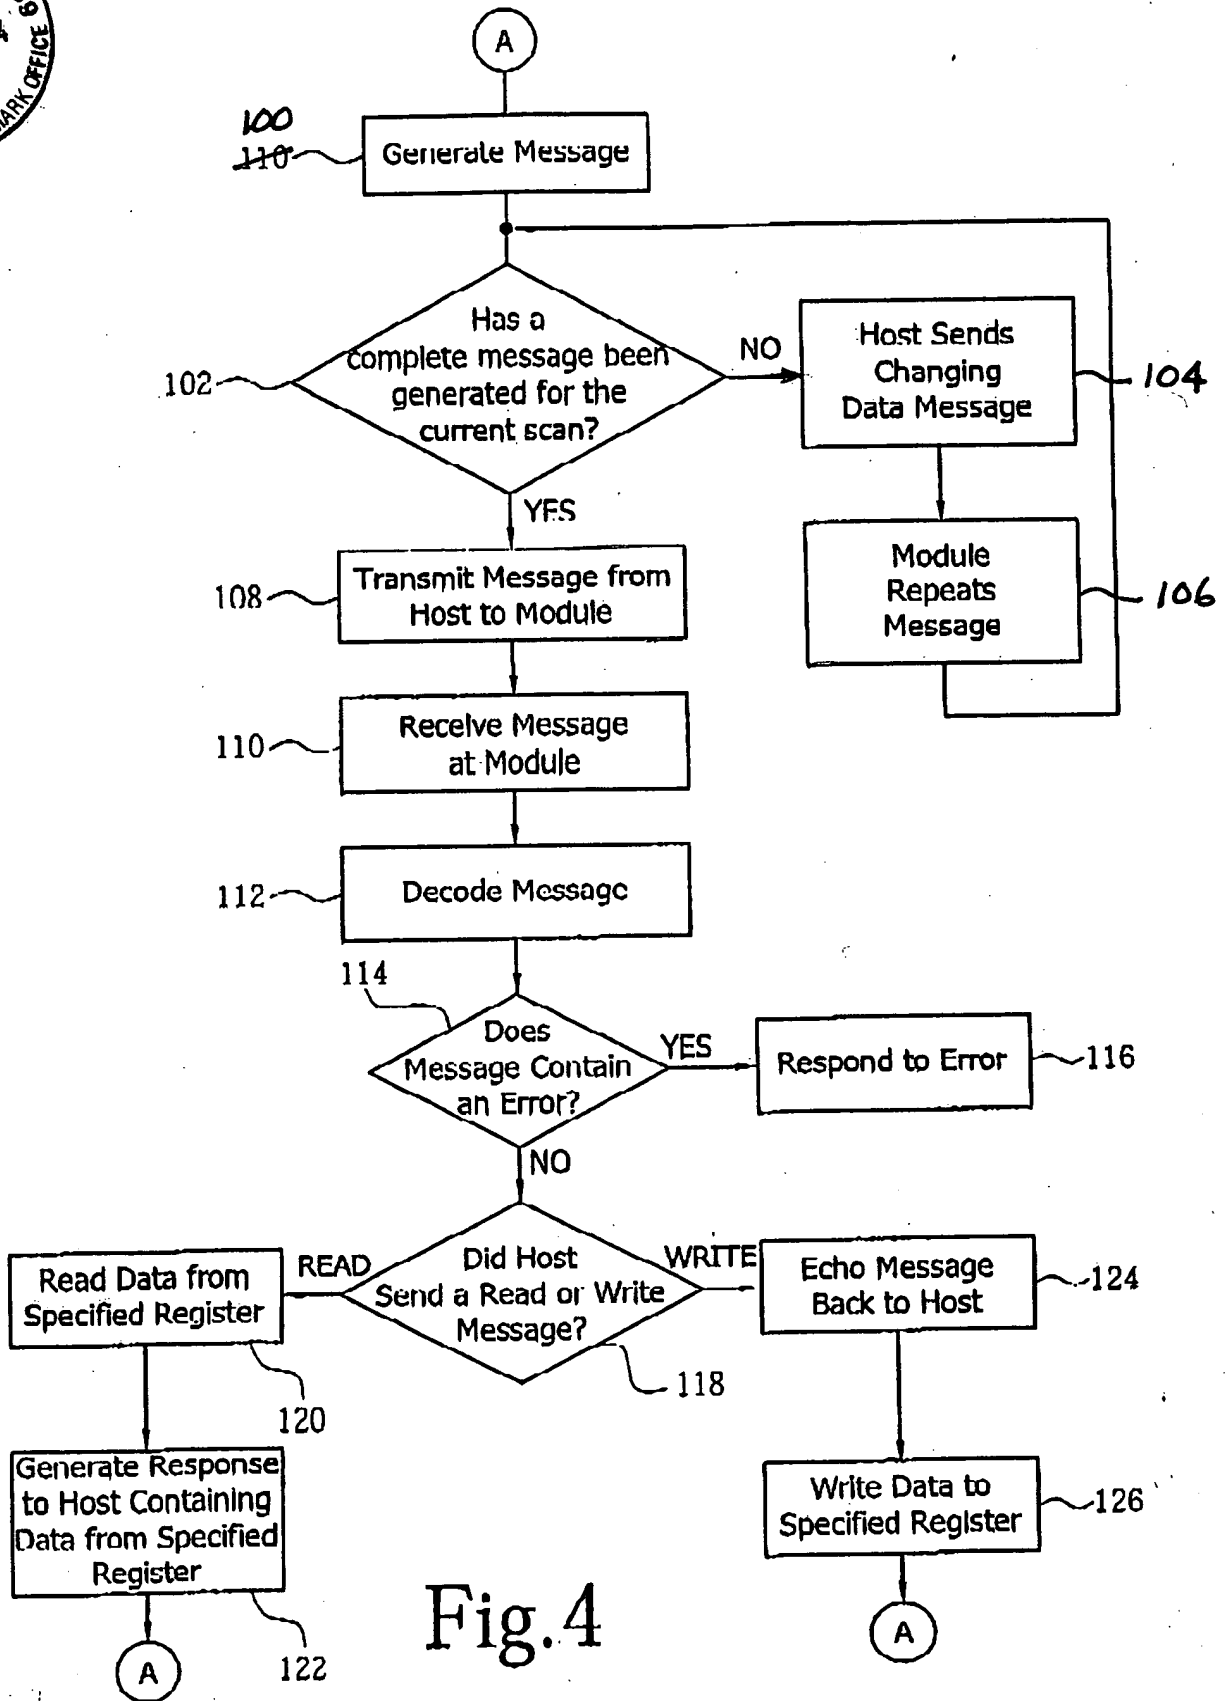 MARK OFFICE
A
100
110
Generate Message
Has a
complete message been
generated for the
current scan?
102
NO
Host Sends
Changing
Data Message
104
YES
Module
Repeats
Message
106
108
Transmit Message from
Host to Module
110
Receive Message
at Module
112
Decode Message
114
Does
Message Contain
an Error?
YES
Respond to Error
116
NO
Read Data from
Specified Register
READ
Did Host
Send a Read or Write
Message?
WRITE
Echo Message
Back to Host
124
118
120
Generate Response
to Host Containing
Data from Specified
Register
Write Data to
Specified Register
126
122
A
A
Fig.4